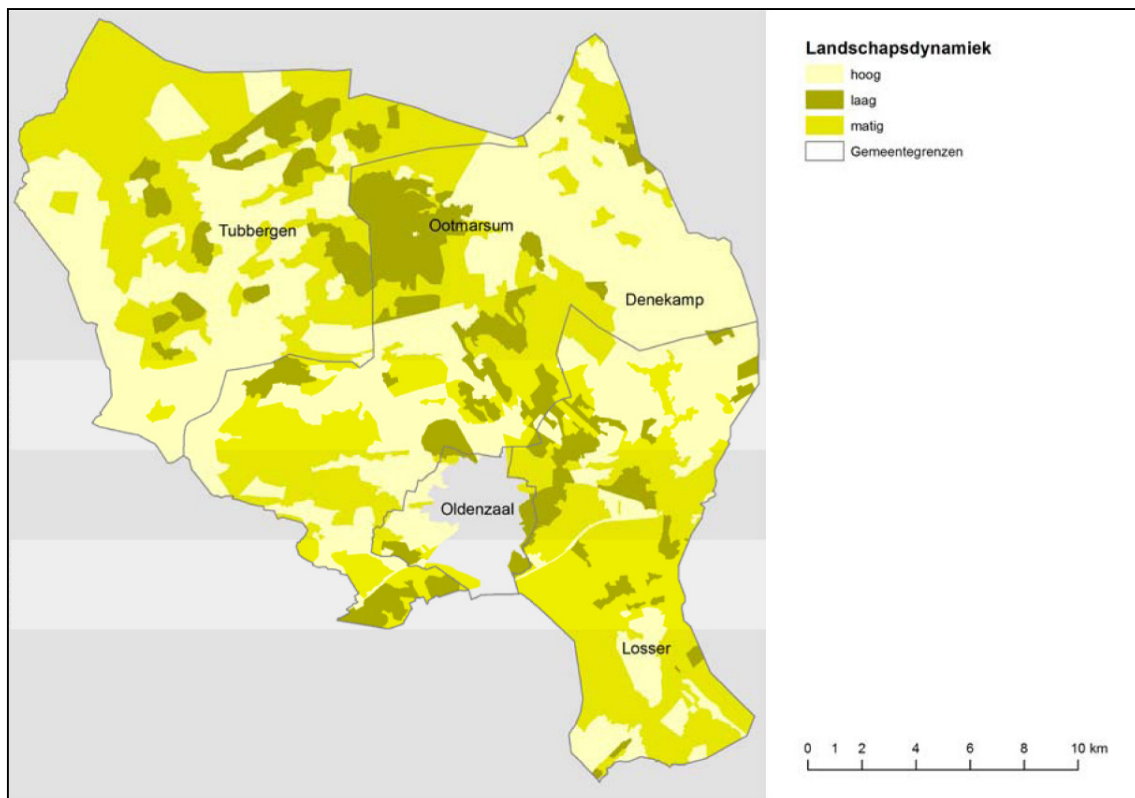 Landschapsdynamiek
hoog
laag
matig
Gemeentegrenzen
Ootmarsum
Tubbergen
Denekamp
Oldenzaal
Losser
0 1 2 4 6 8 10 km